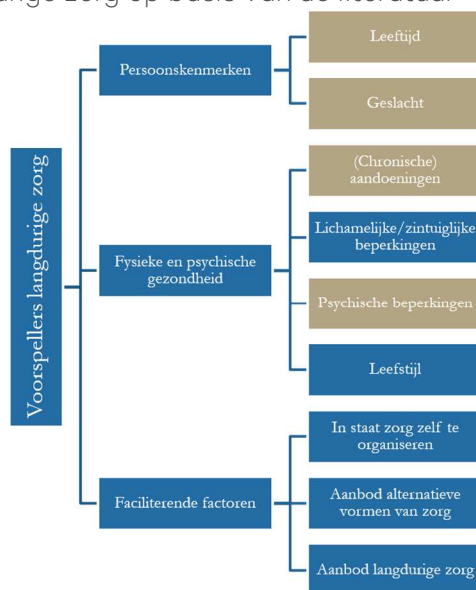 zorg op basis van de literatuur
Voorspellers langdurige zorg
Persoonskenmerken
Leeftijd
Geslacht
Fysieke en psychische
gezondheid
(Chronische)
aandoeningen
Lichamelijke/zintuiglijke
beperkingen
Psychische beperkingen
Leefstijl
Faciliterende factoren
In staat zorg zelf te
organiseren
Aanbod alternatieve
vormen van zorg
Aanbod langdurige zorg